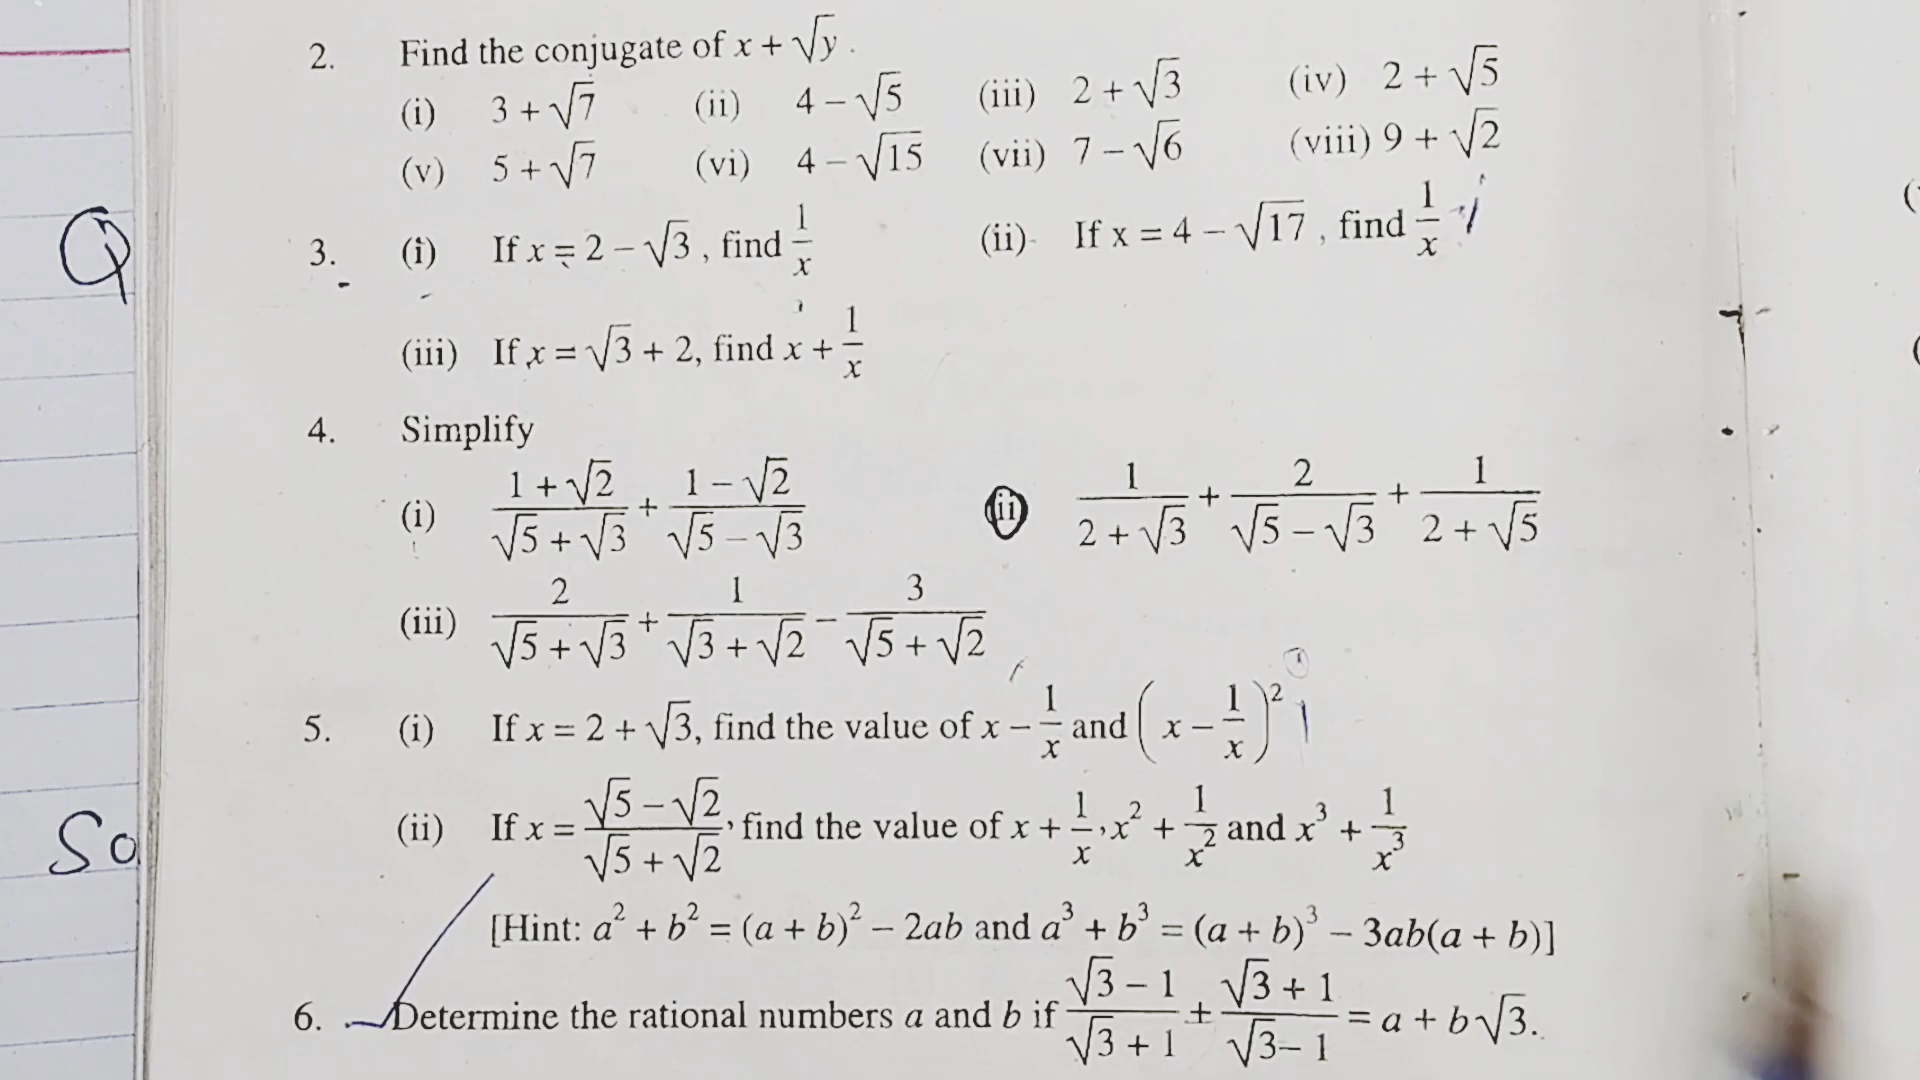 2. Find the conjugate of x + √y .
(i) 3 + √7 (ii) 4 – √5 (iii) 2 + √3 (iv) 2 + √5
(v) 5 + √7 (vi) 4 – √15 (vii) 7 – √6 (viii) 9 + √2
3. (i) If x = 2 – √3 , find 1/x (ii) If x = 4 – √17 , find 1/x
(iii) If x = √3 + 2, find x + 1/x
4. Simplify
(i) (1 + √2)/(√5 + √3) + (1 – √2)/(√5 – √3) (ii) 1/(2 + √3) + 2/(√5 – √3) + 1/(2 + √5)
(iii) 2/(√5 + √3) + 1/(√3 + √2) – 3/(√5 + √2)
5. (i) If x = 2 + √3, find the value of x – 1/x and (x – 1/x)²
(ii) If x = (√5 – √2)/(√5 + √2), find the value of x + 1/x, x² + 1/x² and x³ + 1/x³
[Hint: a² + b² = (a + b)² – 2ab and a³ + b³ = (a + b)³ – 3ab(a + b)]
6. Determine the rational numbers a and b if (√3 – 1)/(√3 + 1) ± (√3 + 1)/(√3– 1) = a + b√3.
Q
So